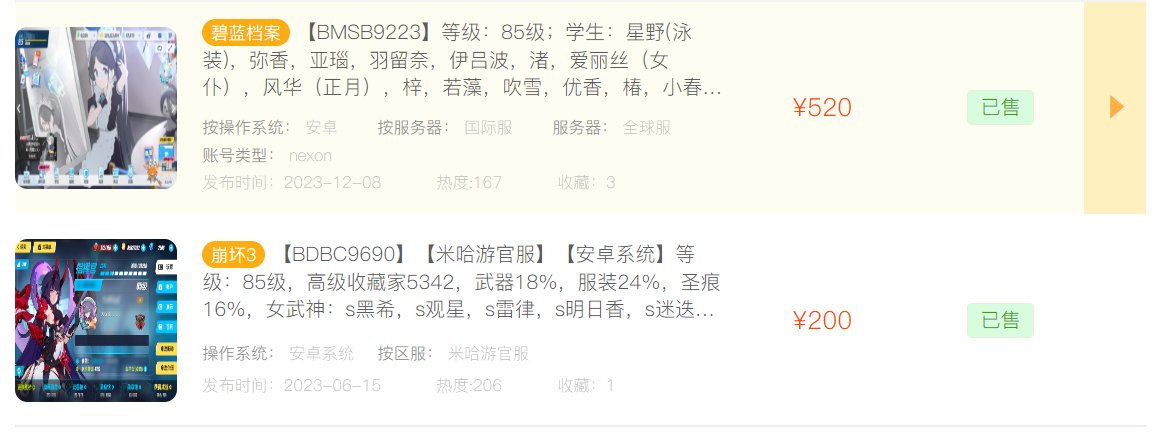 碧蓝档案 【BMSB9223】等级：85级；学生：星野(泳
装)，弥香，亚瑙，羽留奈，伊吕波，渚，爱丽丝（女
仆），风华（正月），梓，若藻，吹雪，优香，椿，小春...
¥520
已售
按操作系统： 安卓 按服务器： 国际服 服务器： 全球服
账号类型： nexon
发布时间：2023-12-08 热度:167 收藏：3
崩坏3 【BDBC9690】【米哈游官服】【安卓系统】等
级：85级，高级收藏家5342，武器18%，服装24%，圣痕
16%，女武神：s黑希，s观星，s雷律，s明日香，s迷迭...
¥200
已售
操作系统： 安卓系统 按区服： 米哈游官服
发布时间：2023-06-15 热度:206 收藏：1